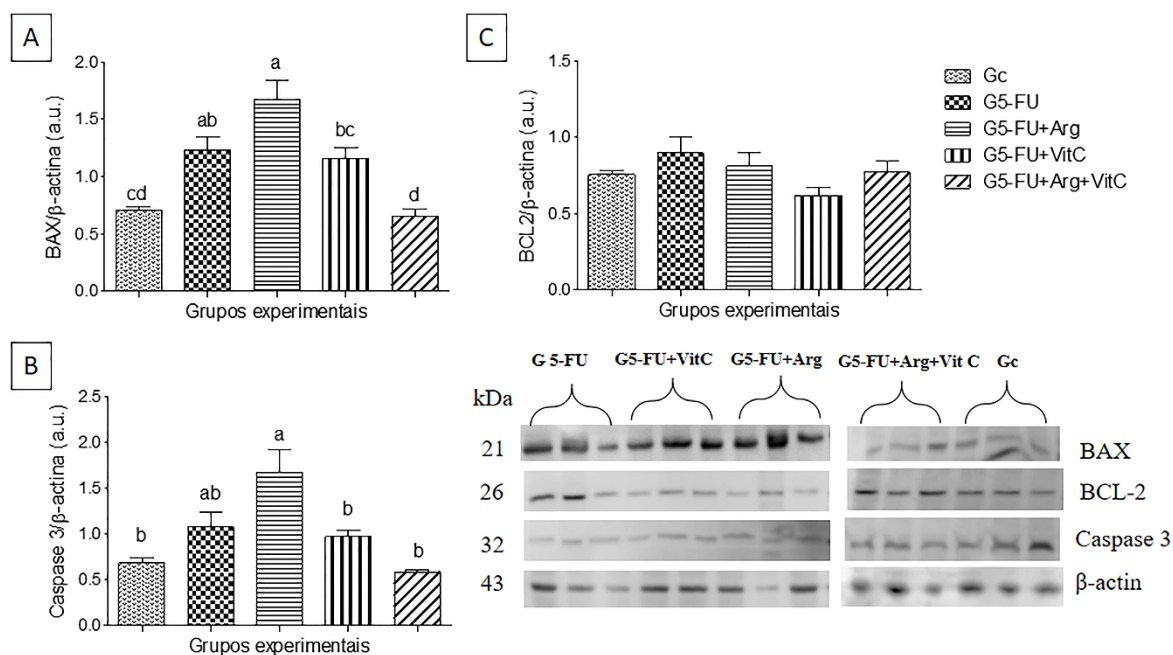 A
BAX/β-actina (a.u.)
2.0
1.5
1.0
0.5
0.0
cd
ab
a
bc
d
Grupos experimentais
C
BCL2/β-actina (a.u.)
1.5
1.0
0.5
0.0
Grupos experimentais
Gc
G5-FU
G5-FU+Arg
G5-FU+VitC
G5-FU+Arg+VitC
B
Caspase 3/β-actina (a.u.)
2.5
2.0
1.5
1.0
0.5
0.0
b
ab
a
b
b
Grupos experimentais
G 5-FU G5-FU+VitC G5-FU+Arg G5-FU+Arg+Vit C Gc
kDa
21 BAX
26 BCL-2
32 Caspase 3
43 β-actin